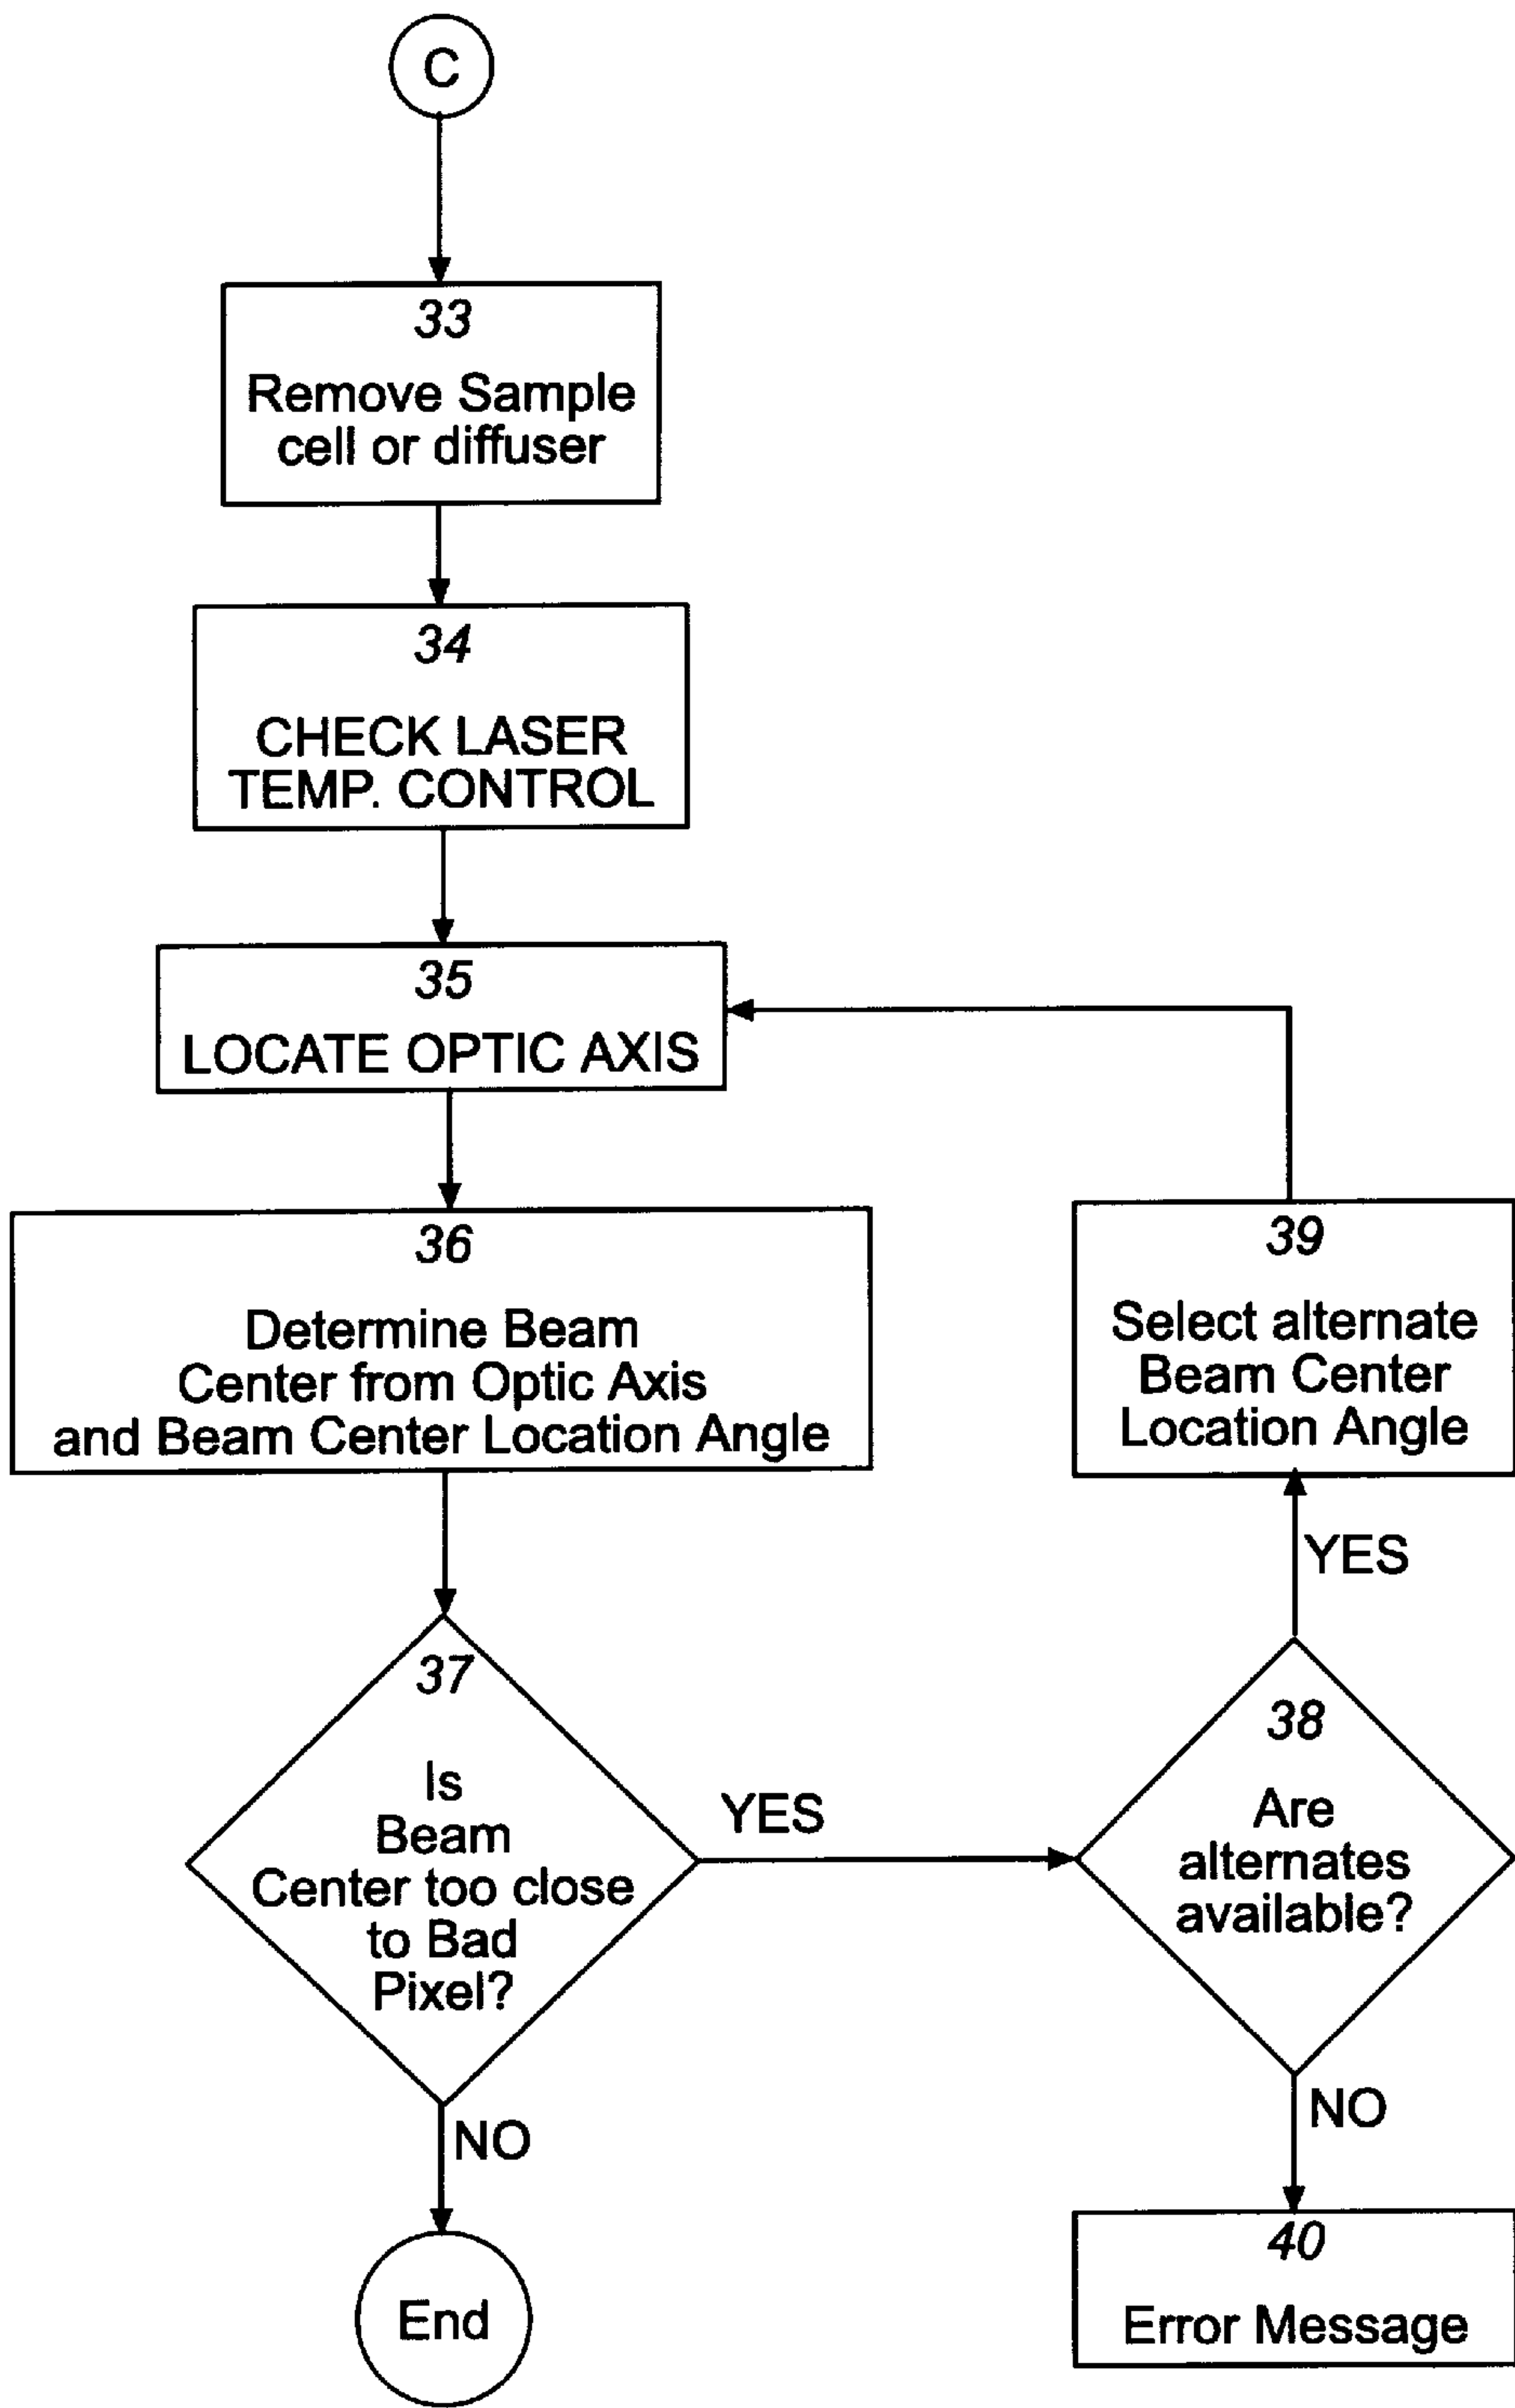 C
33
Remove Sample
cell or diffuser
34
CHECK LASER
TEMP. CONTROL
35
LOCATE OPTIC AXIS
36
Determine Beam
Center from Optic Axis
and Beam Center Location Angle
39
Select alternate
Beam Center
Location Angle
YES
37
Is
Beam
Center too close
to Bad
Pixel?
YES
38
Are
alternates
available?
NO
NO
End
40
Error Message